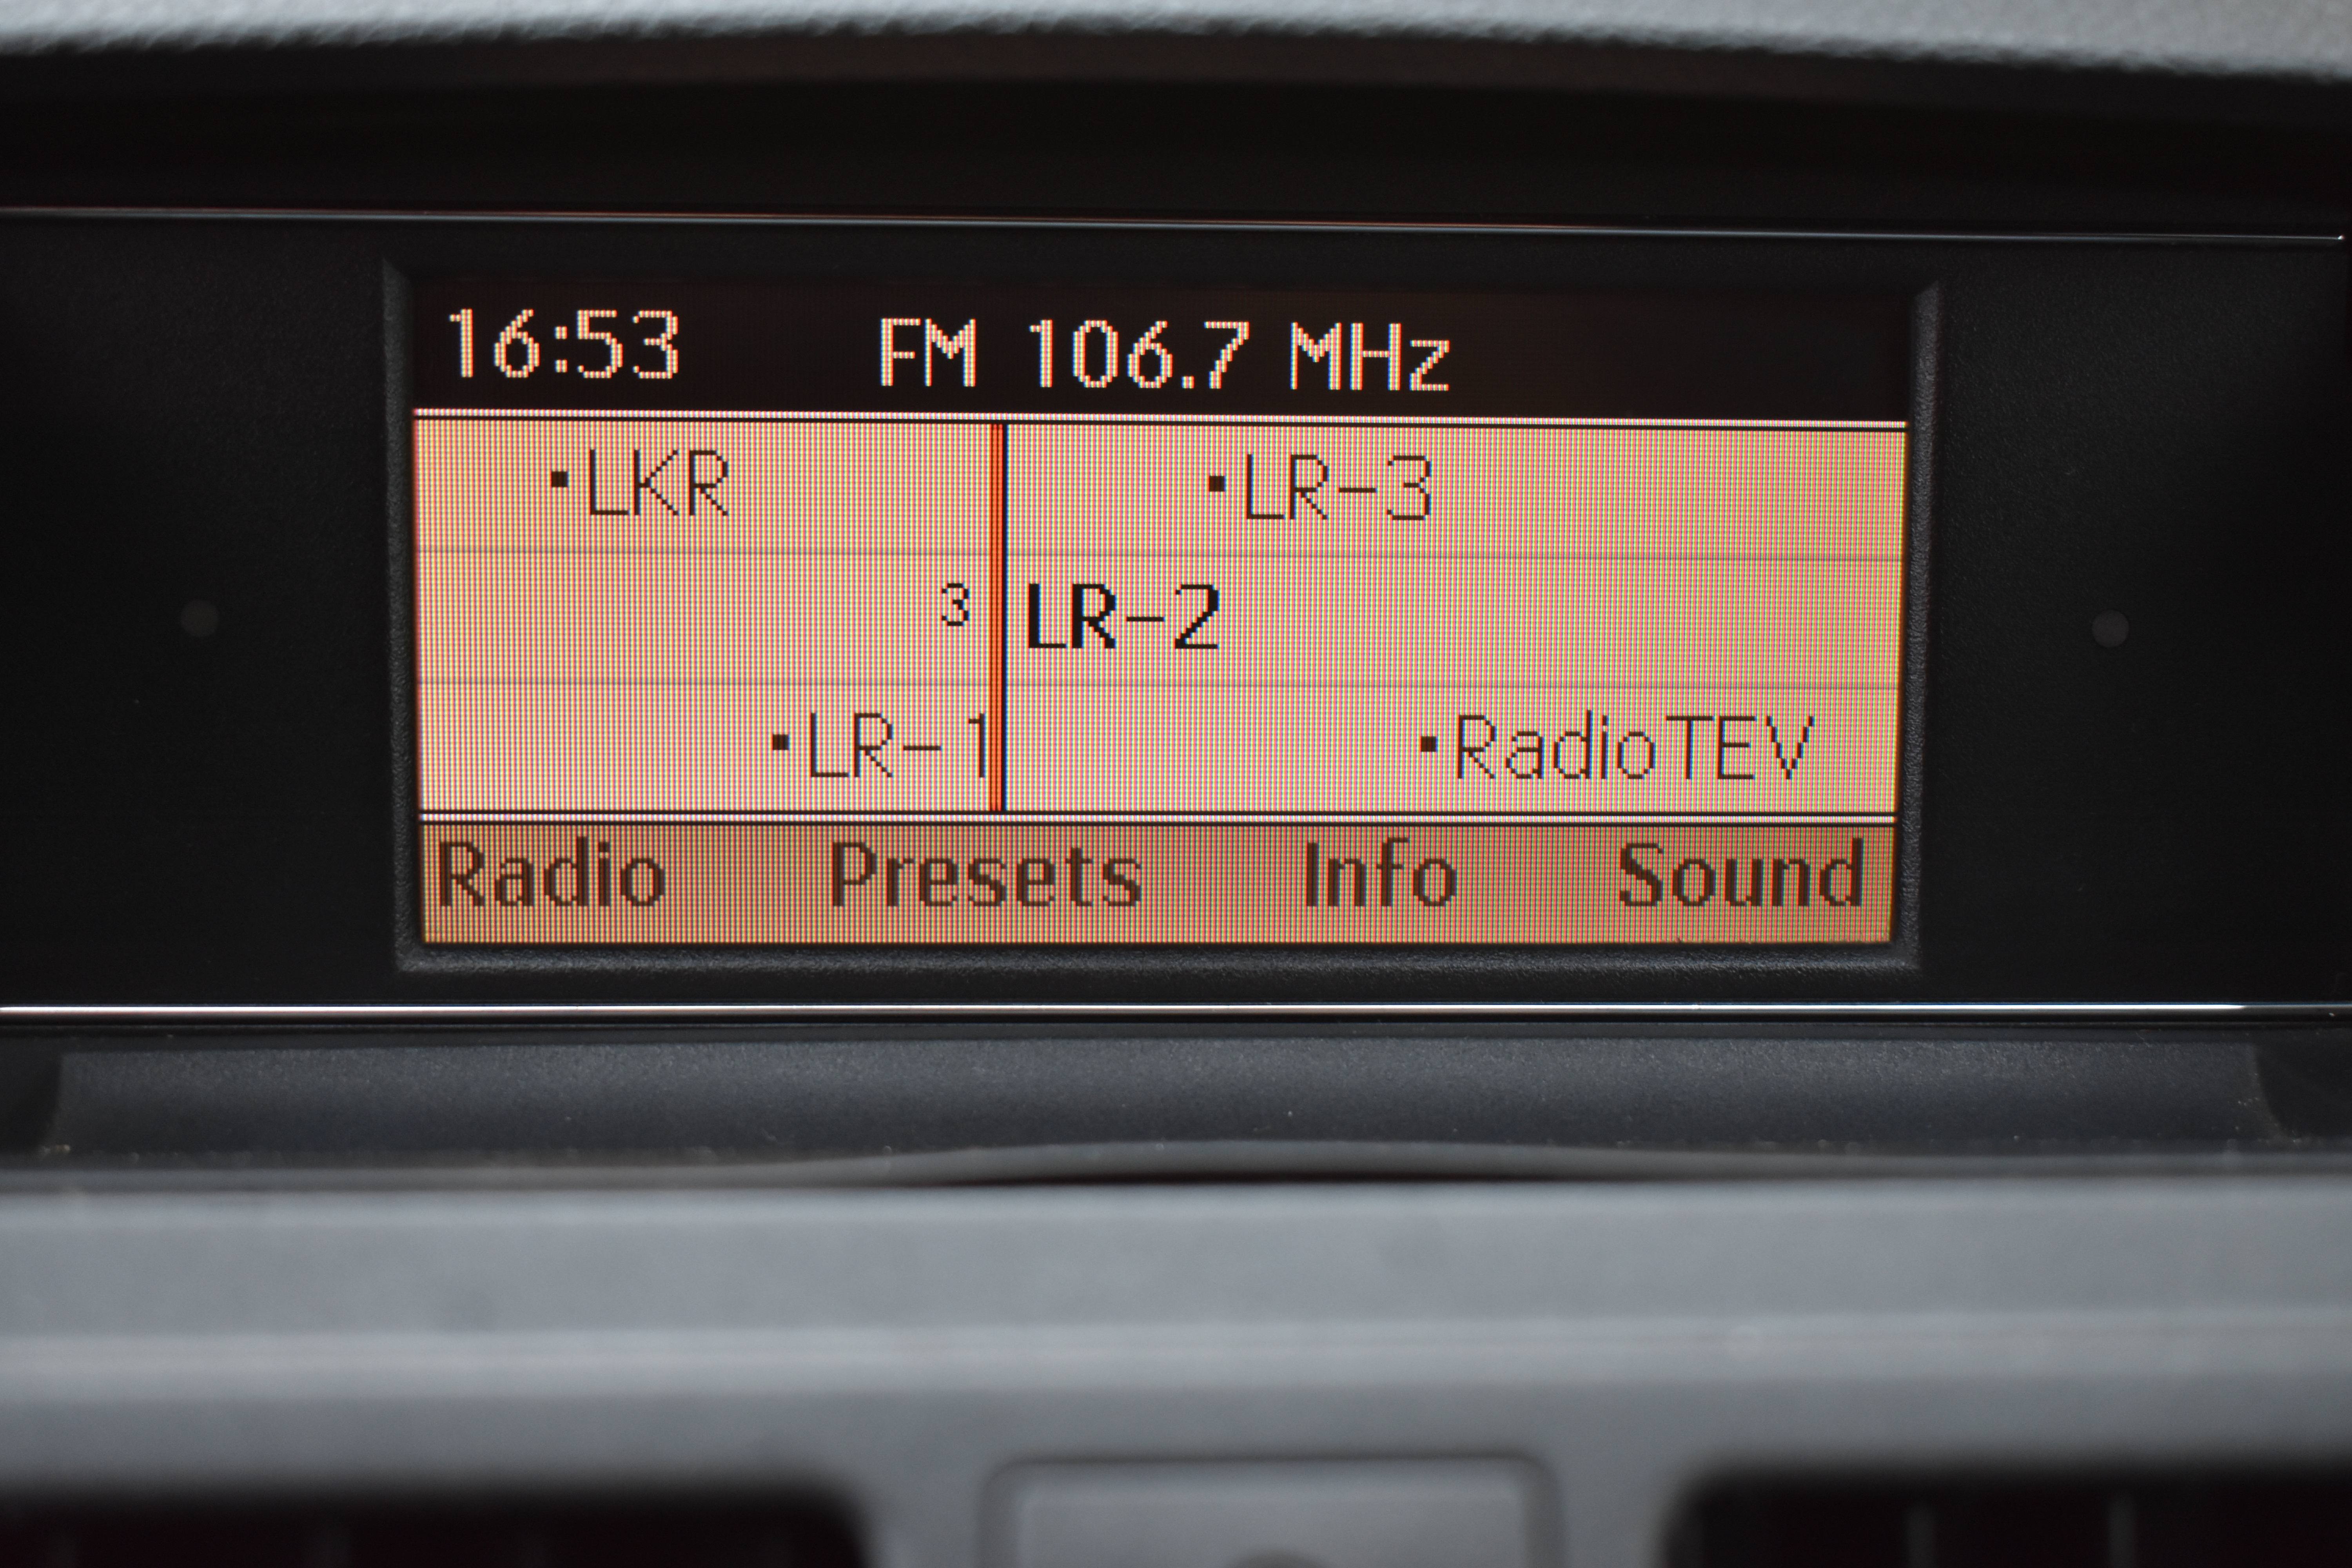 16:53 FM 106.7 MHz
LKR LR-3
3 LR-2
LR-1 RadioTEV
Radio Presets Info Sound